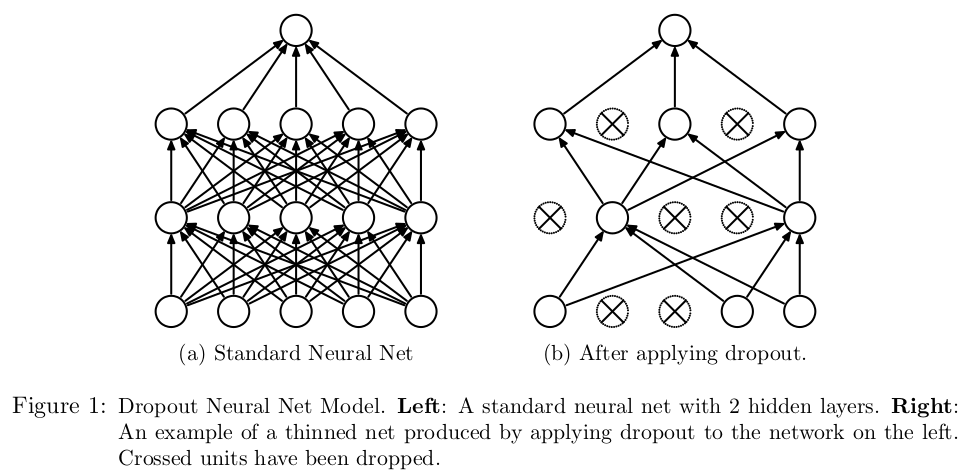 (a) Standard Neural Net
(b) After applying dropout.
Figure 1: Dropout Neural Net Model. Left: A standard neural net with 2 hidden layers. Right:
An example of a thinned net produced by applying dropout to the network on the left.
Crossed units have been dropped.